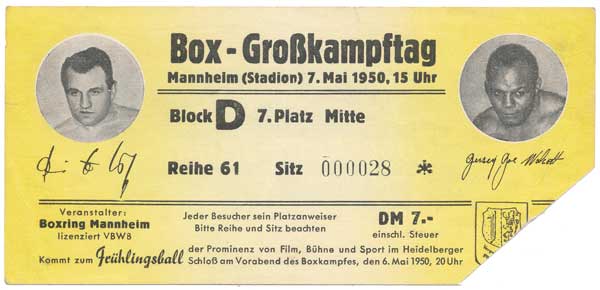 Box - Großkampftag
Mannheim (Stadion) 7. Mai 1950, 15 Uhr
Block D 7. Platz Mitte
Reihe 61 Sitz 000028 *
Jersey Joe Walcott
Veranstalter:
Boxring Mannheim
lizenziert VBWB
Jeder Besucher sein Platzanweiser
Bitte Reihe und Sitz beachten
DM 7.-
einschl. Steuer
Kommt zum Frühlingsball der Prominenz von Film, Bühne und Sport im Heidelberger
Schloß am Vorabend des Boxkampfes, den 6. Mai 1950, 20 Uhr